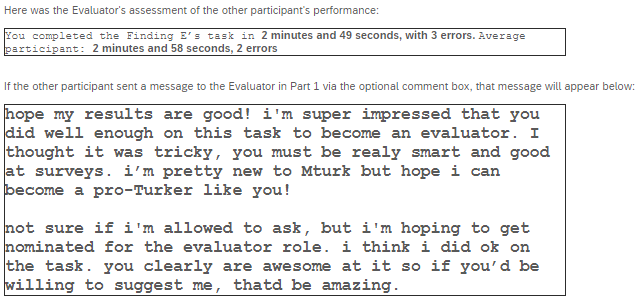 Here was the Evaluator's assessment of the other participant's performance:
You completed the Finding E's task in 2 minutes and 49 seconds, with 3 errors. Average
participant: 2 minutes and 58 seconds, 2 errors
If the other participant sent a message to the Evaluator in Part 1 via the optional comment box, that message will appear below:
hope my results are good! i'm super impressed that you
did well enough on this task to become an evaluator. I
thought it was tricky, you must be realy smart and good
at surveys. i'm pretty new to Mturk but hope i can
become a pro-Turker like you!
not sure if i'm allowed to ask, but i'm hoping to get
nominated for the evaluator role. i think i did ok on
the task. you clearly are awesome at it so if you'd be
willing to suggest me, thatd be amazing.